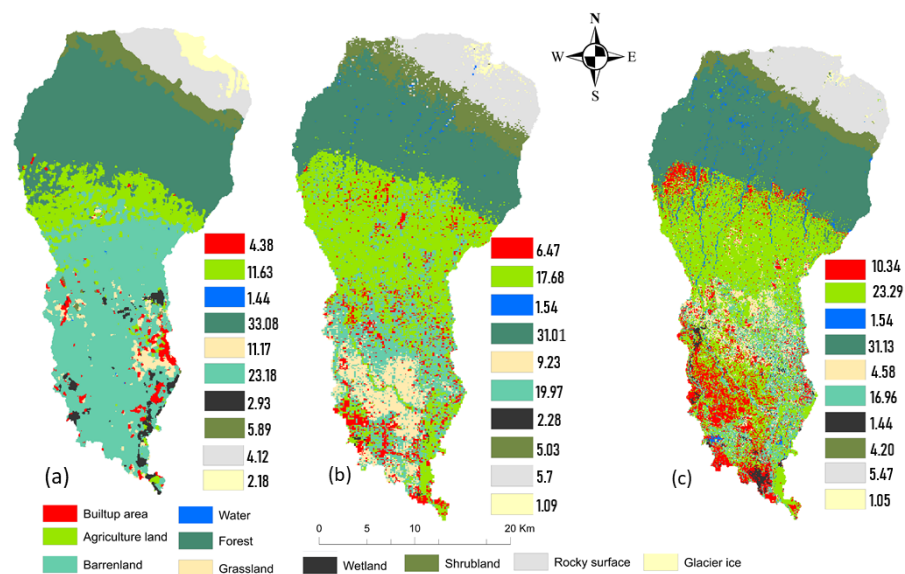 N
W E
S
4.38
11.63
1.44
33.08
11.17
23.18
2.93
5.89
4.12
2.18
(a)
6.47
17.68
1.54
31.01
9.23
19.97
2.28
5.03
5.7
1.09
(b)
10.34
23.29
1.54
31.13
4.58
16.96
1.44
4.20
5.47
1.05
(c)
Builtup area Water
Agriculture land Forest
Barrenland Grassland
0 5 10 20 Km
Wetland Shrubland Rocky surface Glacier ice